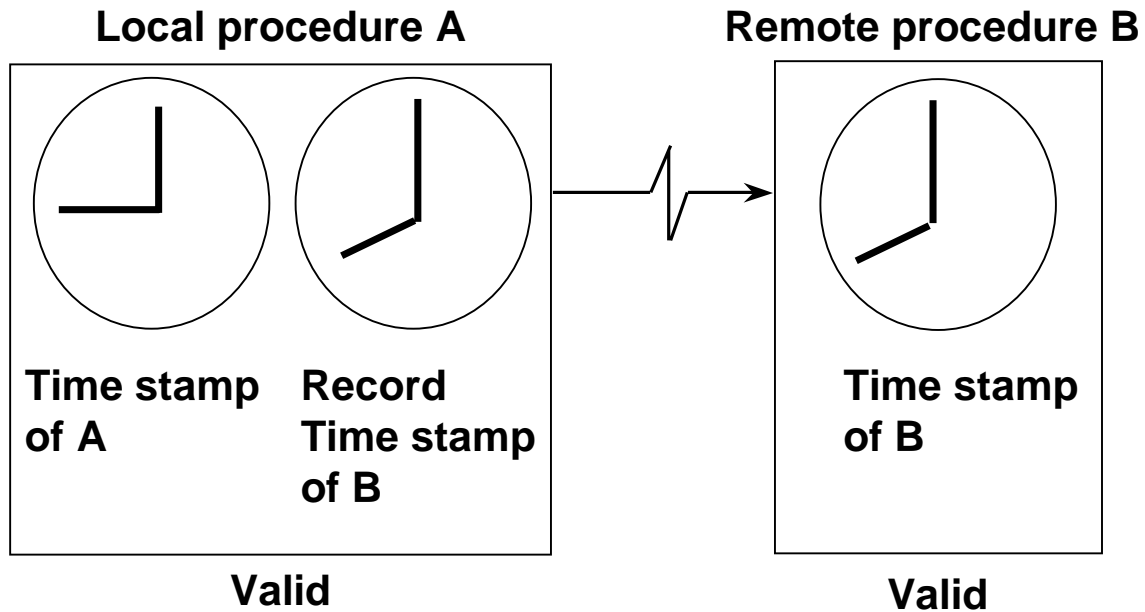 Local procedure A
Remote procedure B
Time stamp
of A
Record
Time stamp
of B
Time stamp
of B
Valid
Valid